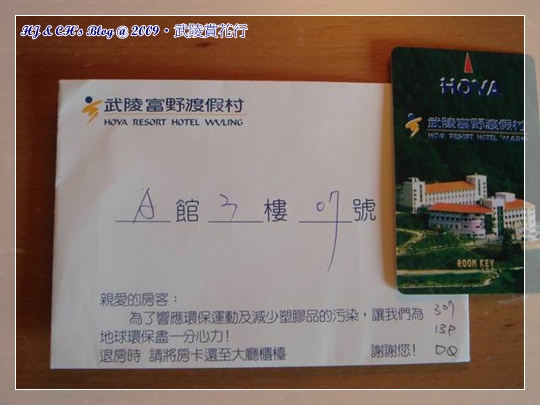 HJ & CH's Blog @ 2009 · 武陵賞花行
武陵富野渡假村
HOYA RESORT HOTEL WULING
A 館 3 樓 07 號
親愛的房客：
為了響應環保運動及減少塑膠品的污染，讓我們為
地球環保盡一分心力！
退房時 請將房卡還至大廳櫃檯 謝謝您！
307
13P
DQ
HOYA
武陵富野渡假村
HOYA RESORT HOTEL WULING
ROOM KEY